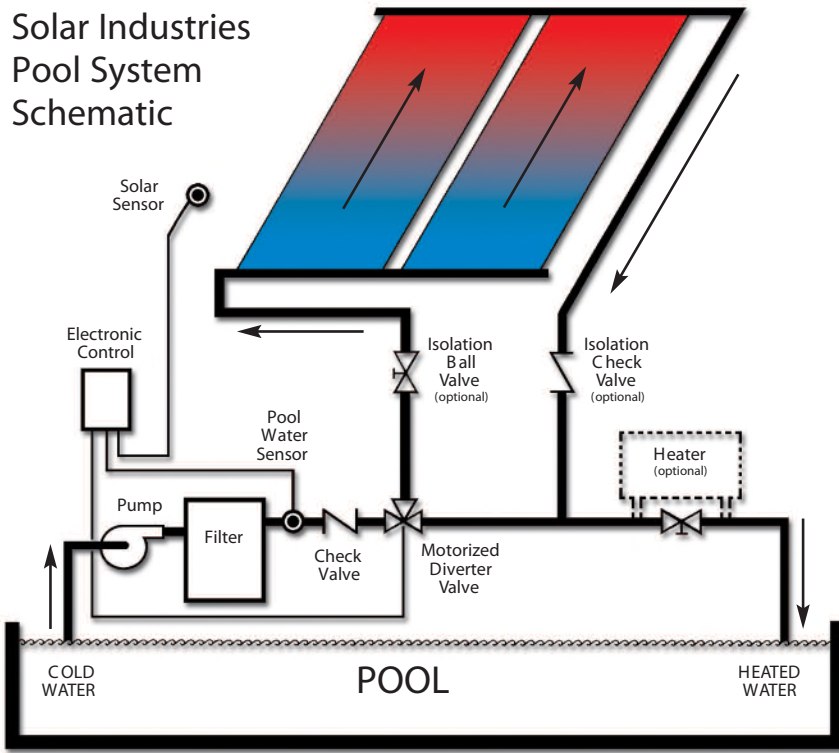 Solar Industries
Pool System
Schematic
Solar
Sensor
Electronic
Control
Isolation
Ball
Valve
(optional)
Isolation
Check
Valve
(optional)
Pool
Water
Sensor
Heater
(optional)
Pump
Filter
Check
Valve
Motorized
Diverter
Valve
COLD
WATER
POOL
HEATED
WATER